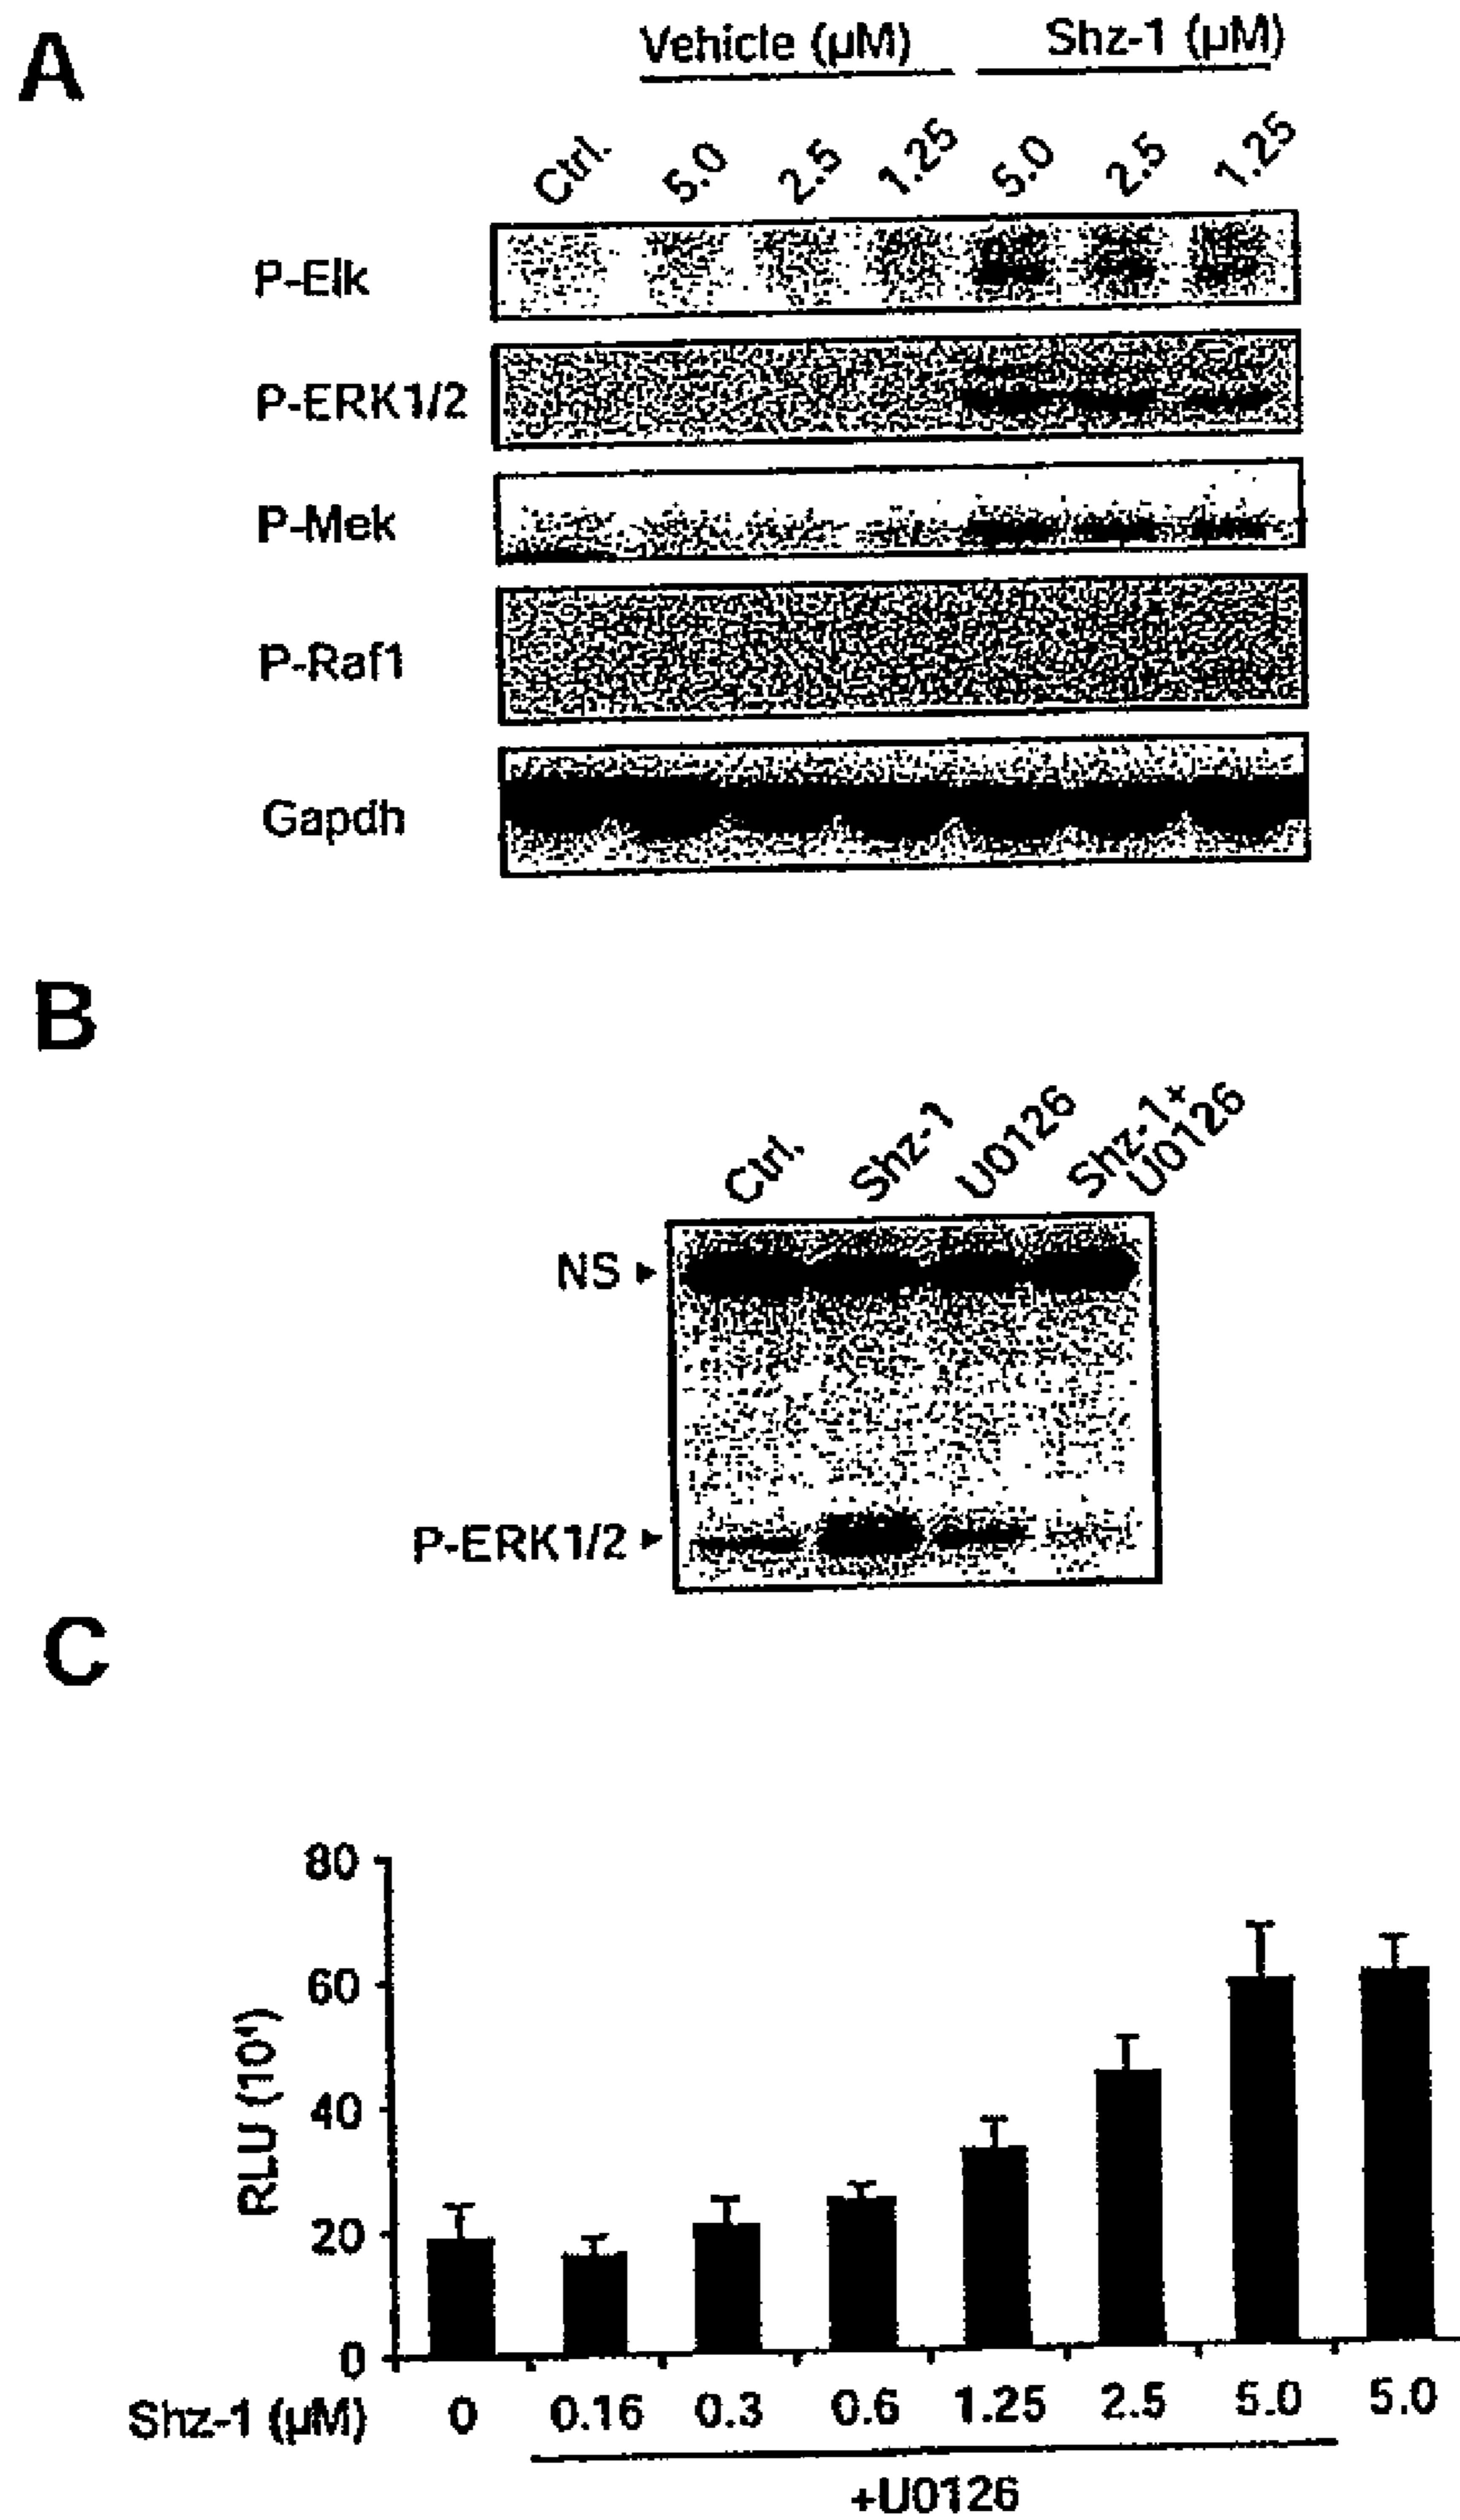 A
Vehicle (µM) Shz-1 (µM)
Ctrl. 5.0 2.5 1.25 5.0 2.5 1.25
P-Elk
P-ERK1/2
P-Mek
P-Raf1
Gapdh
B
Ctrl. Shz-1 U0126 Shz-1+
U0126
NS
P-ERK1/2
C
80
60
40
20
0
RLU
Shz-1 (µM) 0 0.16 0.3 0.6 1.25 2.5 5.0 5.0
+U0126